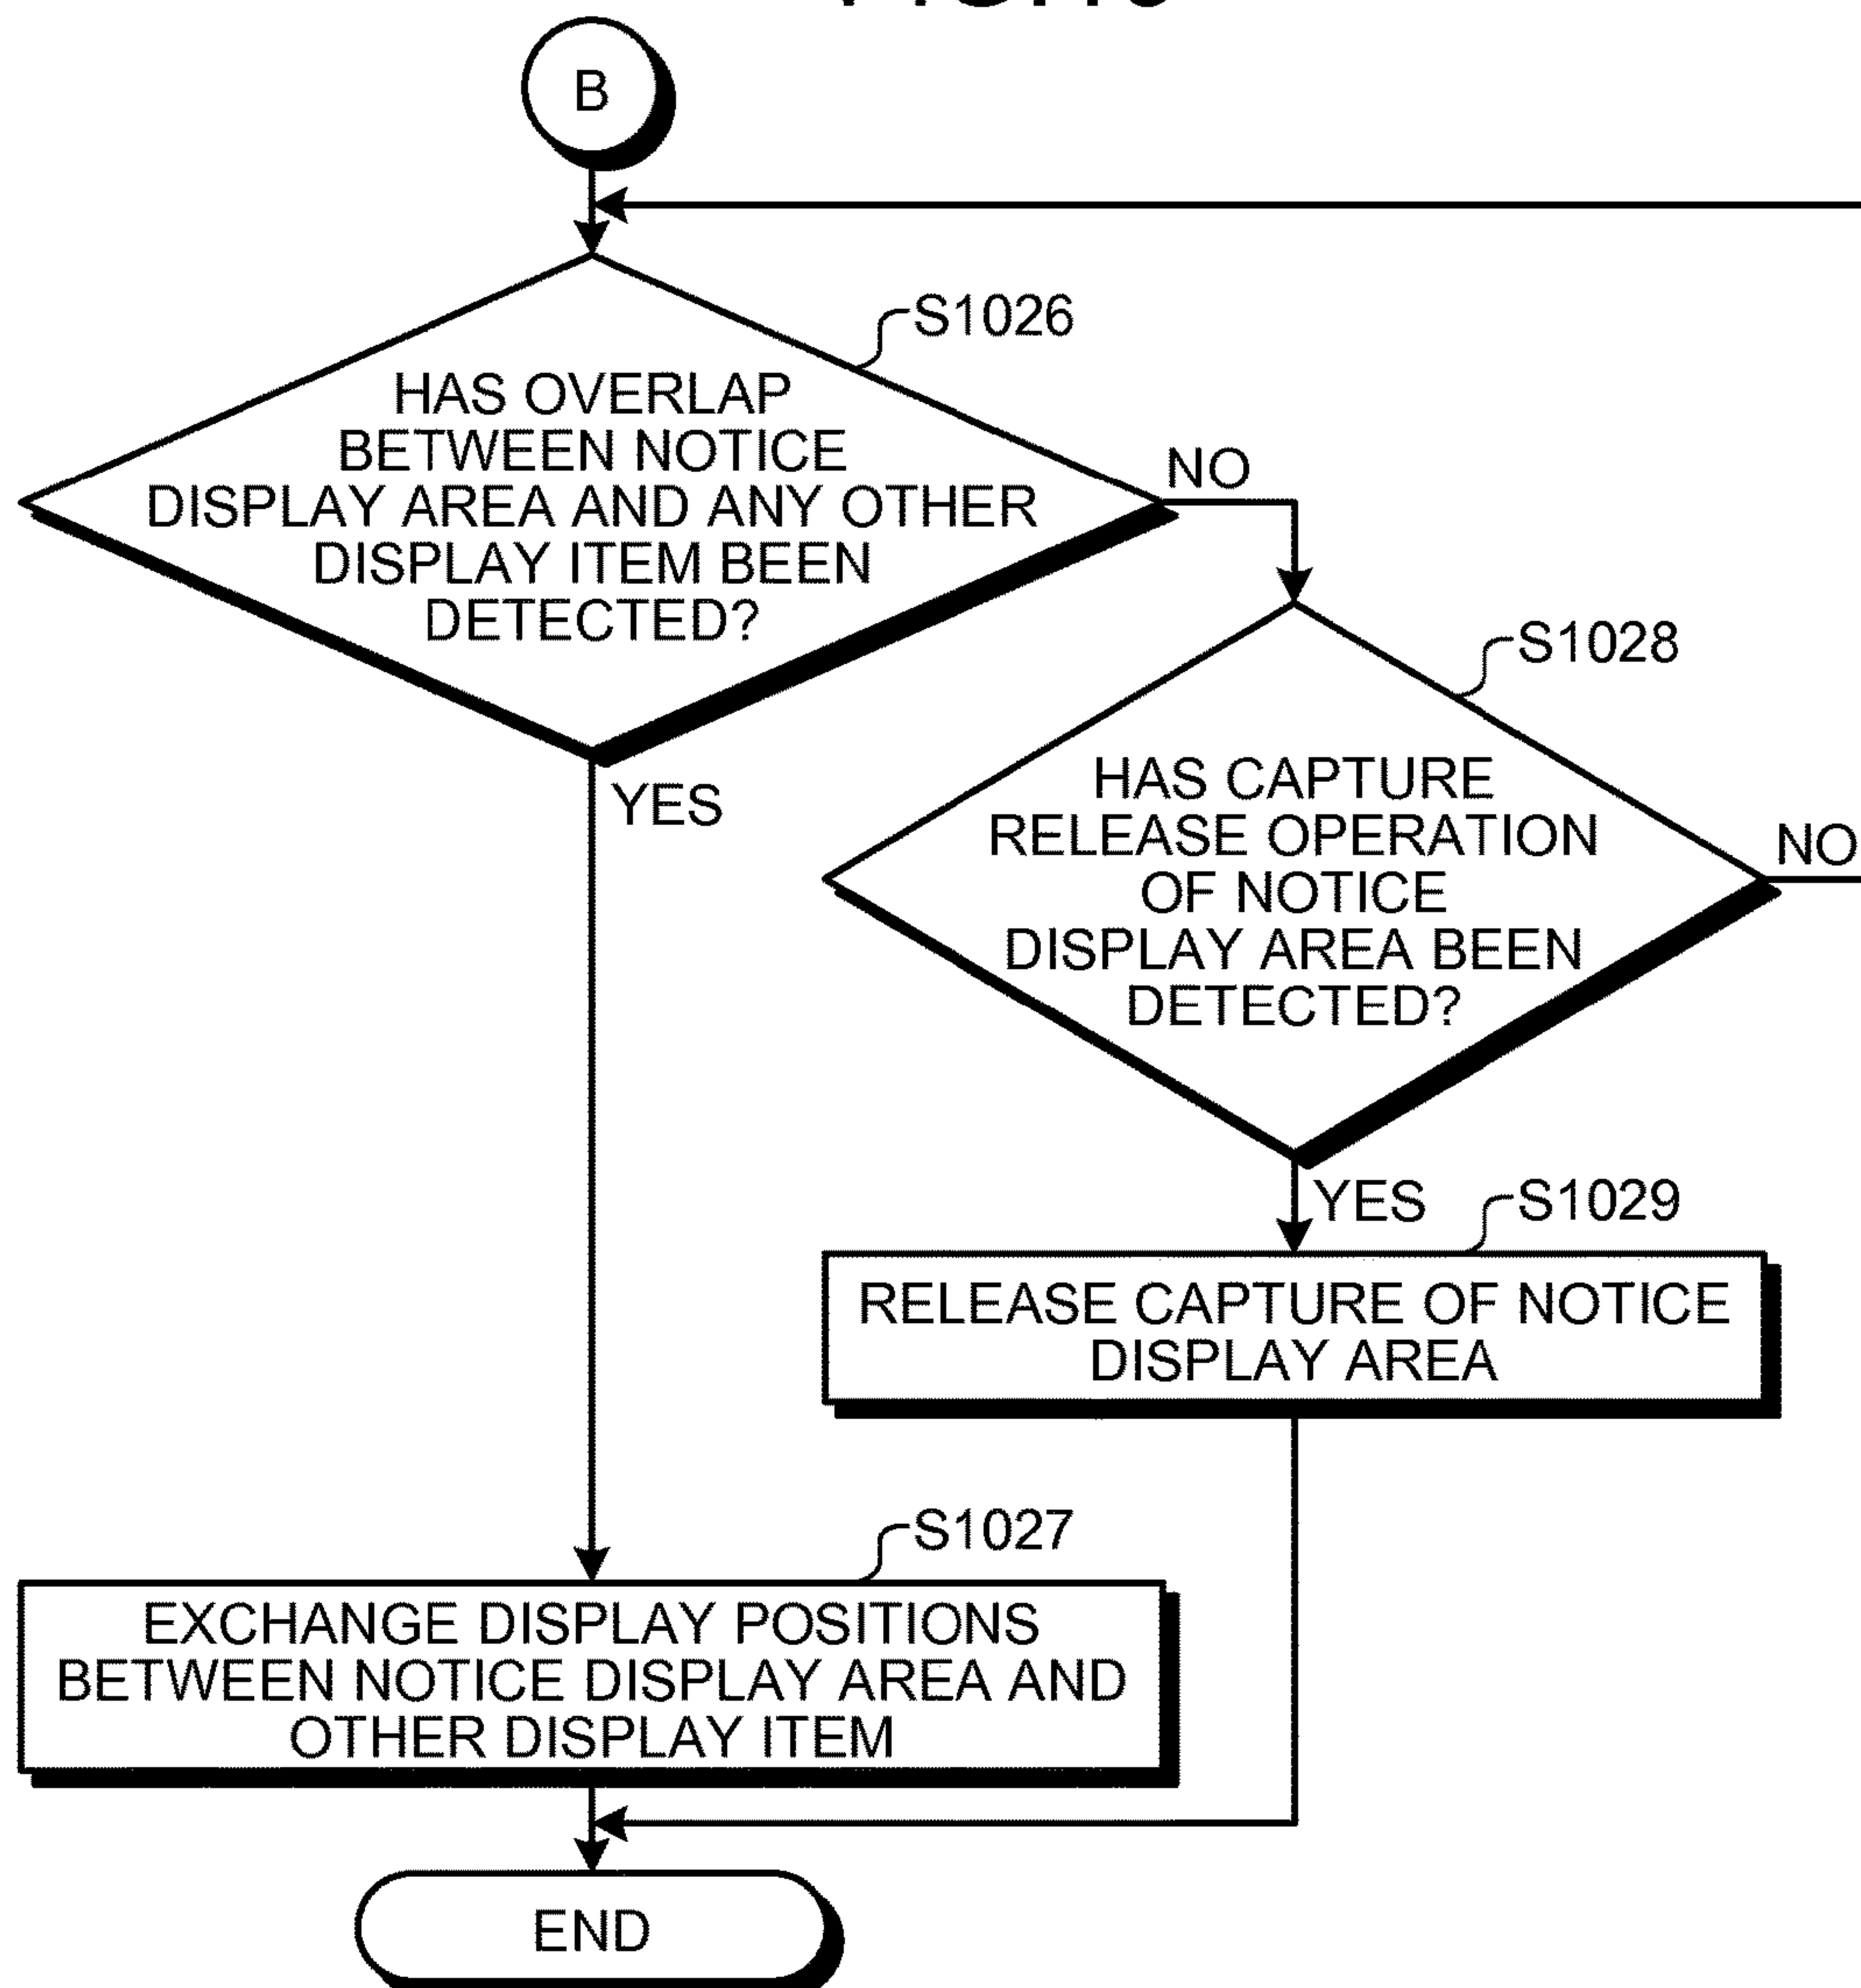 B
S1026
HAS OVERLAP
BETWEEN NOTICE
DISPLAY AREA AND ANY OTHER
DISPLAY ITEM BEEN
DETECTED?
NO
YES
S1028
HAS CAPTURE
RELEASE OPERATION
OF NOTICE
DISPLAY AREA BEEN
DETECTED?
NO
YES
S1029
RELEASE CAPTURE OF NOTICE
DISPLAY AREA
S1027
EXCHANGE DISPLAY POSITIONS
BETWEEN NOTICE DISPLAY AREA AND
OTHER DISPLAY ITEM
END